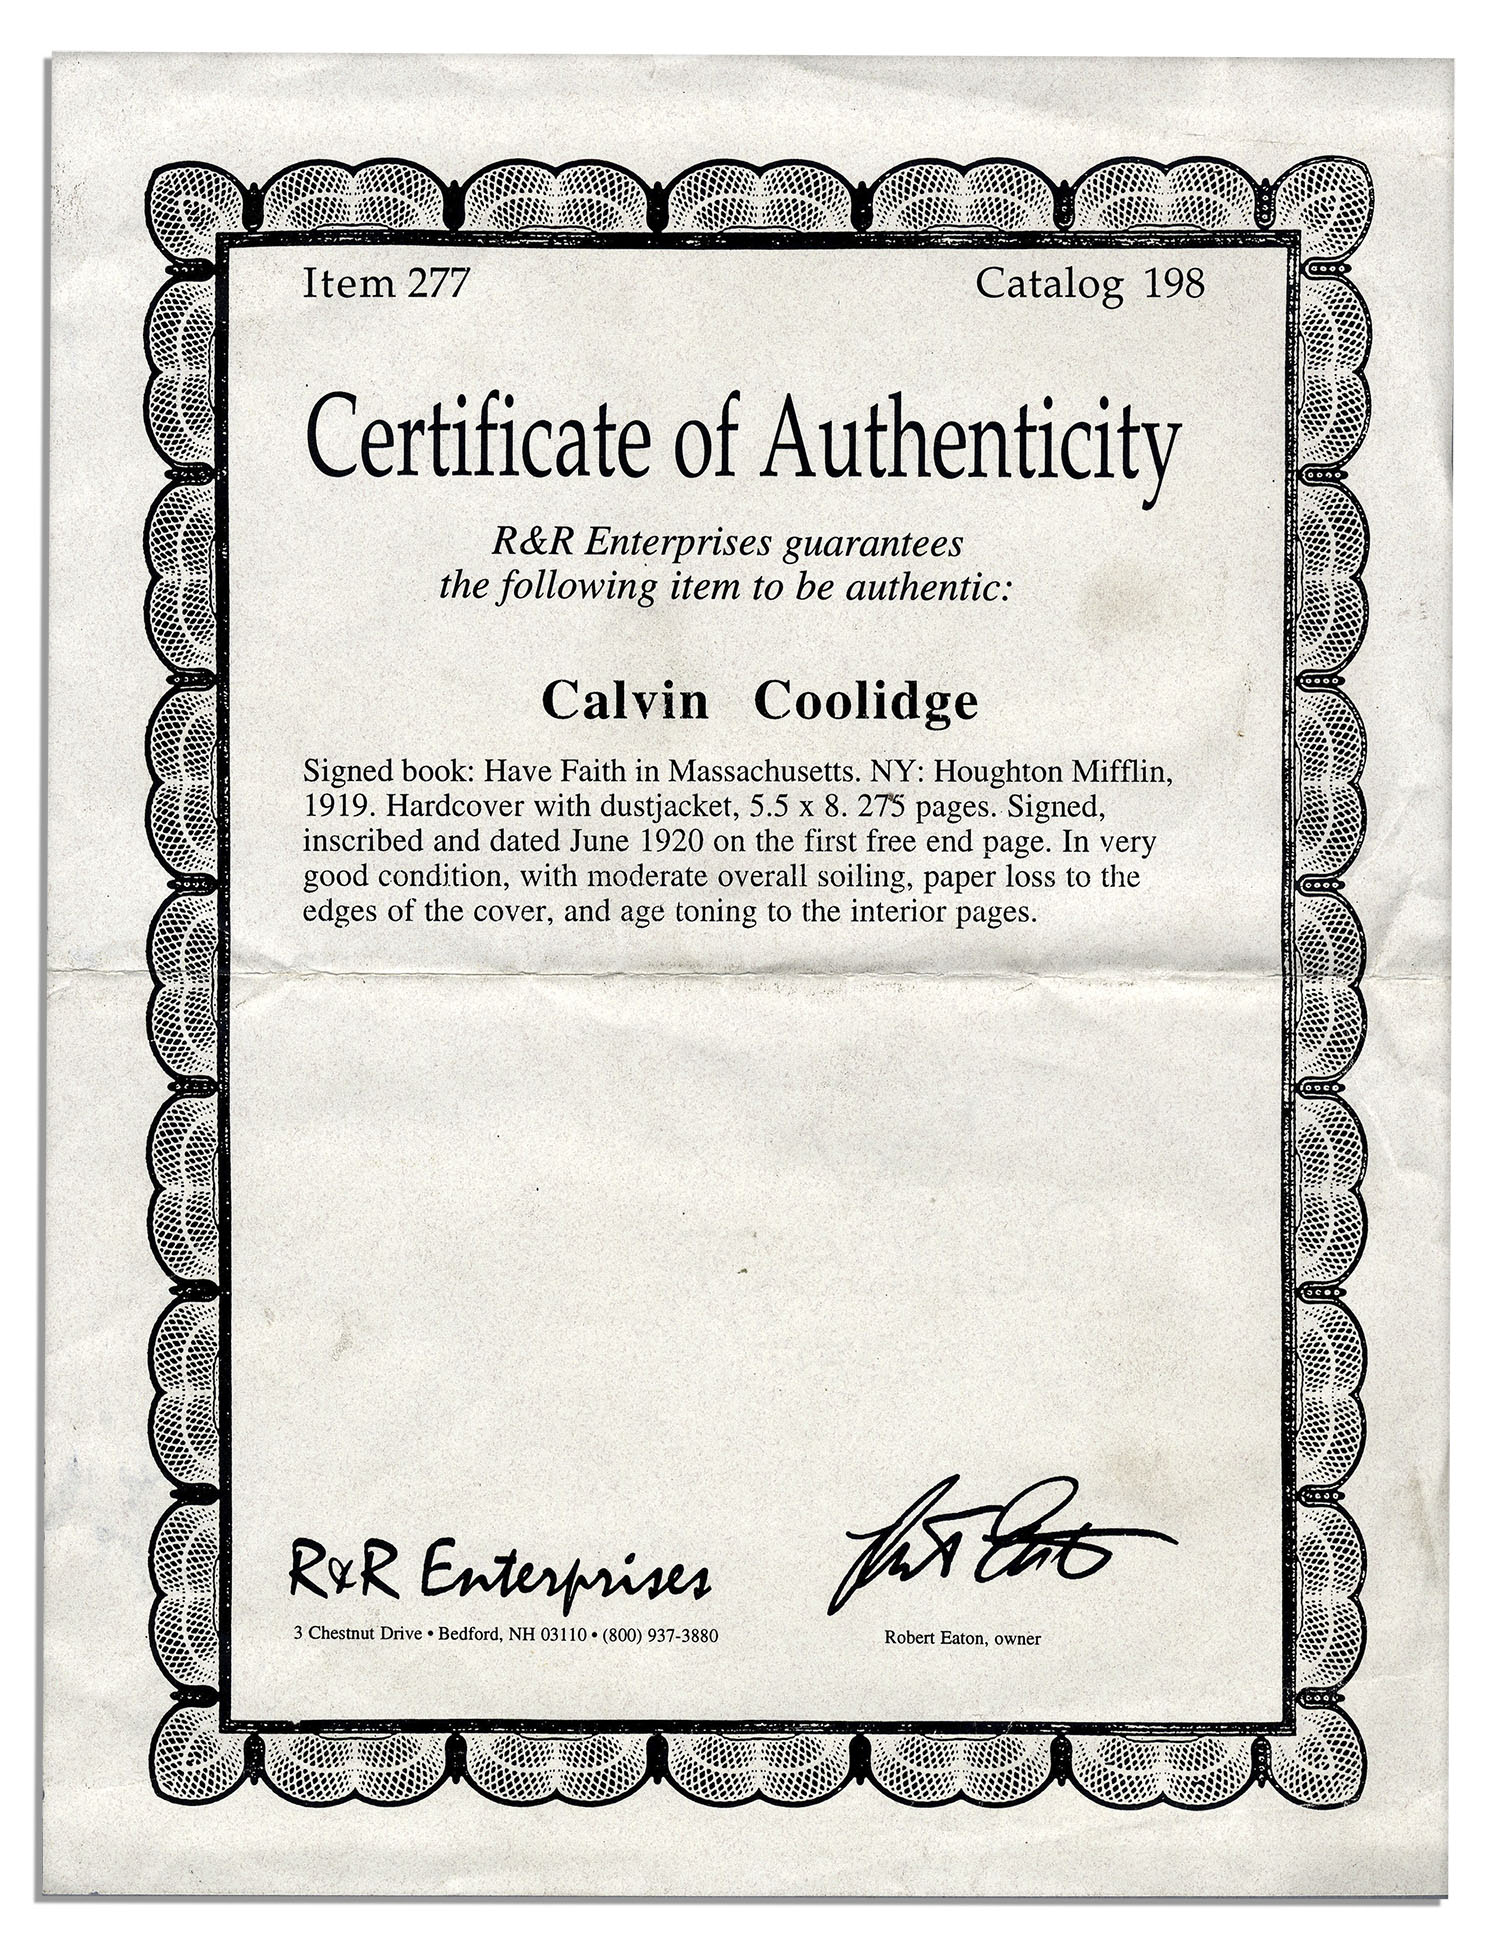 Item 277 Catalog 198
Certificate of Authenticity
R&R Enterprises guarantees
the following item to be authentic:
Calvin Coolidge
Signed book: Have Faith in Massachusetts. NY: Houghton Mifflin,
1919. Hardcover with dustjacket, 5.5 x 8. 275 pages. Signed,
inscribed and dated June 1920 on the first free end page. In very
good condition, with moderate overall soiling, paper loss to the
edges of the cover, and age toning to the interior pages.
R&R Enterprises
3 Chestnut Drive • Bedford, NH 03110 • (800) 937-3880
Robert Eaton, owner